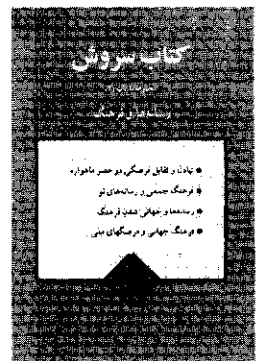 کتاب سروش
رسانه‌ها و فرهنگ
● تبادل و تقابل فرهنگی در عصر ماهواره
● فرهنگ جمعی و رسانه‌های نو
● رسانه‌ها و جهانی شدن فرهنگ
● فرهنگ جهانی و فرهنگهای ملی